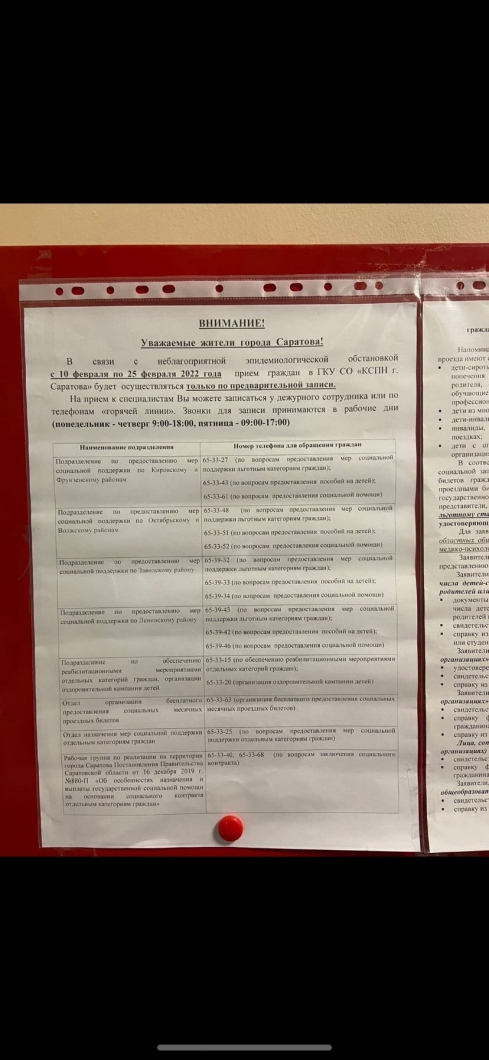 ВНИМАНИЕ!
Уважаемые жители города Саратова!
В связи с неблагоприятной эпидемиологической обстановкой
с 10 февраля по 25 февраля 2022 года прием граждан в ГКУ СО «КСПН г.
Саратова» будет осуществляться только по предварительной записи.
На прием к специалистам Вы можете записаться у дежурного сотрудника или по
телефонам «горячей линии». Звонки для записи принимаются в рабочие дни
(понедельник - четверг 9:00-18:00, пятница - 09:00-17:00)
Наименование подразделения
Номер телефона для обращения граждан
Подразделение по предоставлению мер
социальной поддержки по Кировскому и
Фрунзенскому районам
65-33-27 (по вопросам предоставления мер социальной
поддержки льготным категориям граждан);
65-33-43 (по вопросам предоставления пособий на детей);
65-33-61 (по вопросам предоставления социальной помощи)
Подразделение по предоставлению мер
социальной поддержки по Октябрьскому и
Волжскому районам
65-33-48 (по вопросам предоставления мер социальной
поддержки льготным категориям граждан);
65-33-51 (по вопросам предоставления пособий на детей);
65-33-52 (по вопросам предоставления социальной помощи)
Подразделение по предоставлению мер
социальной поддержки по Заводскому району
65-39-32 (по вопросам предоставления мер социальной
поддержки льготным категориям граждан);
65-39-33 (по вопросам предоставления пособий на детей);
65-39-34 (по вопросам предоставления социальной помощи)
Подразделение по предоставлению мер
социальной поддержки по Ленинскому району
65-39-43 (по вопросам предоставления мер социальной
поддержки льготным категориям граждан);
65-39-42 (по вопросам предоставления пособий на детей);
65-39-46 (по вопросам предоставления социальной помощи)
Подразделение по обеспечению
реабилитационными мероприятиями
отдельных категорий граждан, организации
оздоровительной кампании детей
65-33-15 (по обеспечению реабилитационными мероприятиями
отдельных категорий граждан);
65-33-20 (организация оздоровительной кампании детей)
Отдел организации бесплатного
предоставления социальных месячных
проездных билетов
65-33-63 (организация бесплатного предоставления социальных
месячных проездных билетов)
Отдел назначения мер социальной поддержки
отдельным категориям граждан
65-33-25 (по вопросам предоставления мер социальной
поддержки отдельным категориям граждан)
Рабочая группа по реализации на территории
города Саратова Постановления Правительства
Саратовской области от 16 декабря 2019 г.
№880-П «Об особенностях назначения и
выплаты государственной социальной помощи
на основании социального контракта
отдельным категориям граждан»
65-33-40, 65-33-68 (по вопросам заключения социального
контракта)